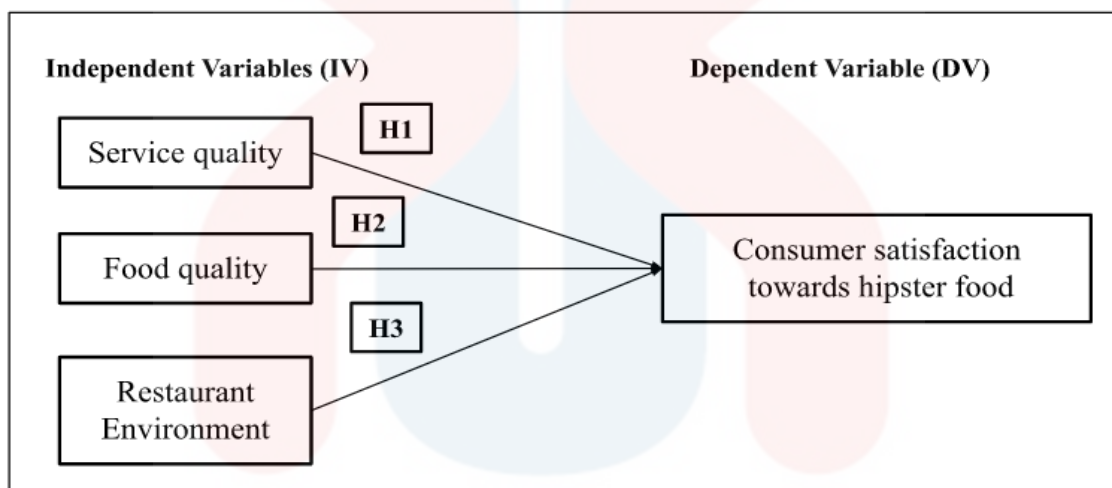 Independent Variables (IV)
Dependent Variable (DV)
H1
Service quality
H2
Food quality
Consumer satisfaction
towards hipster food
H3
Restaurant
Environment